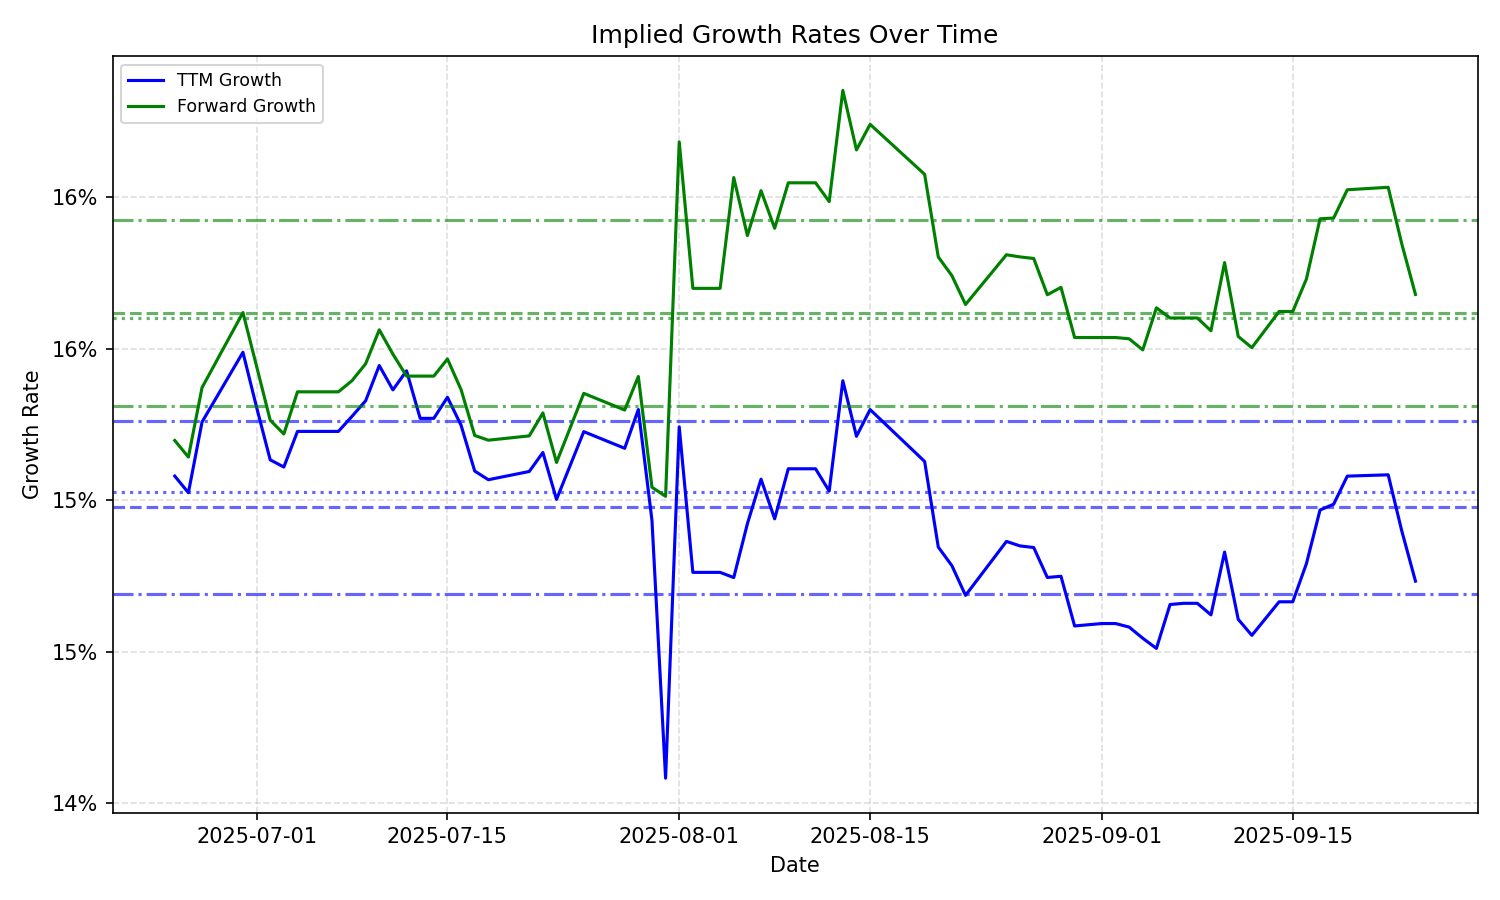 Implied Growth Rates Over Time
TTM Growth
Forward Growth
16%
16%
15%
15%
14%
Growth Rate
2025-07-01
2025-07-15
2025-08-01
2025-08-15
2025-09-01
2025-09-15
Date